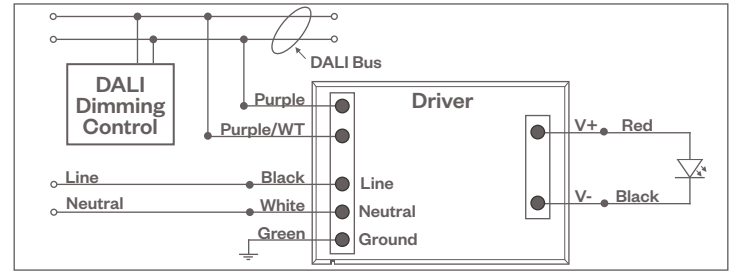 DALI Bus
DALI
Dimming
Control
Driver
Purple
Purple/WT
V+ Red
Line Black Line
V- Black
Neutral White Neutral
Green Ground